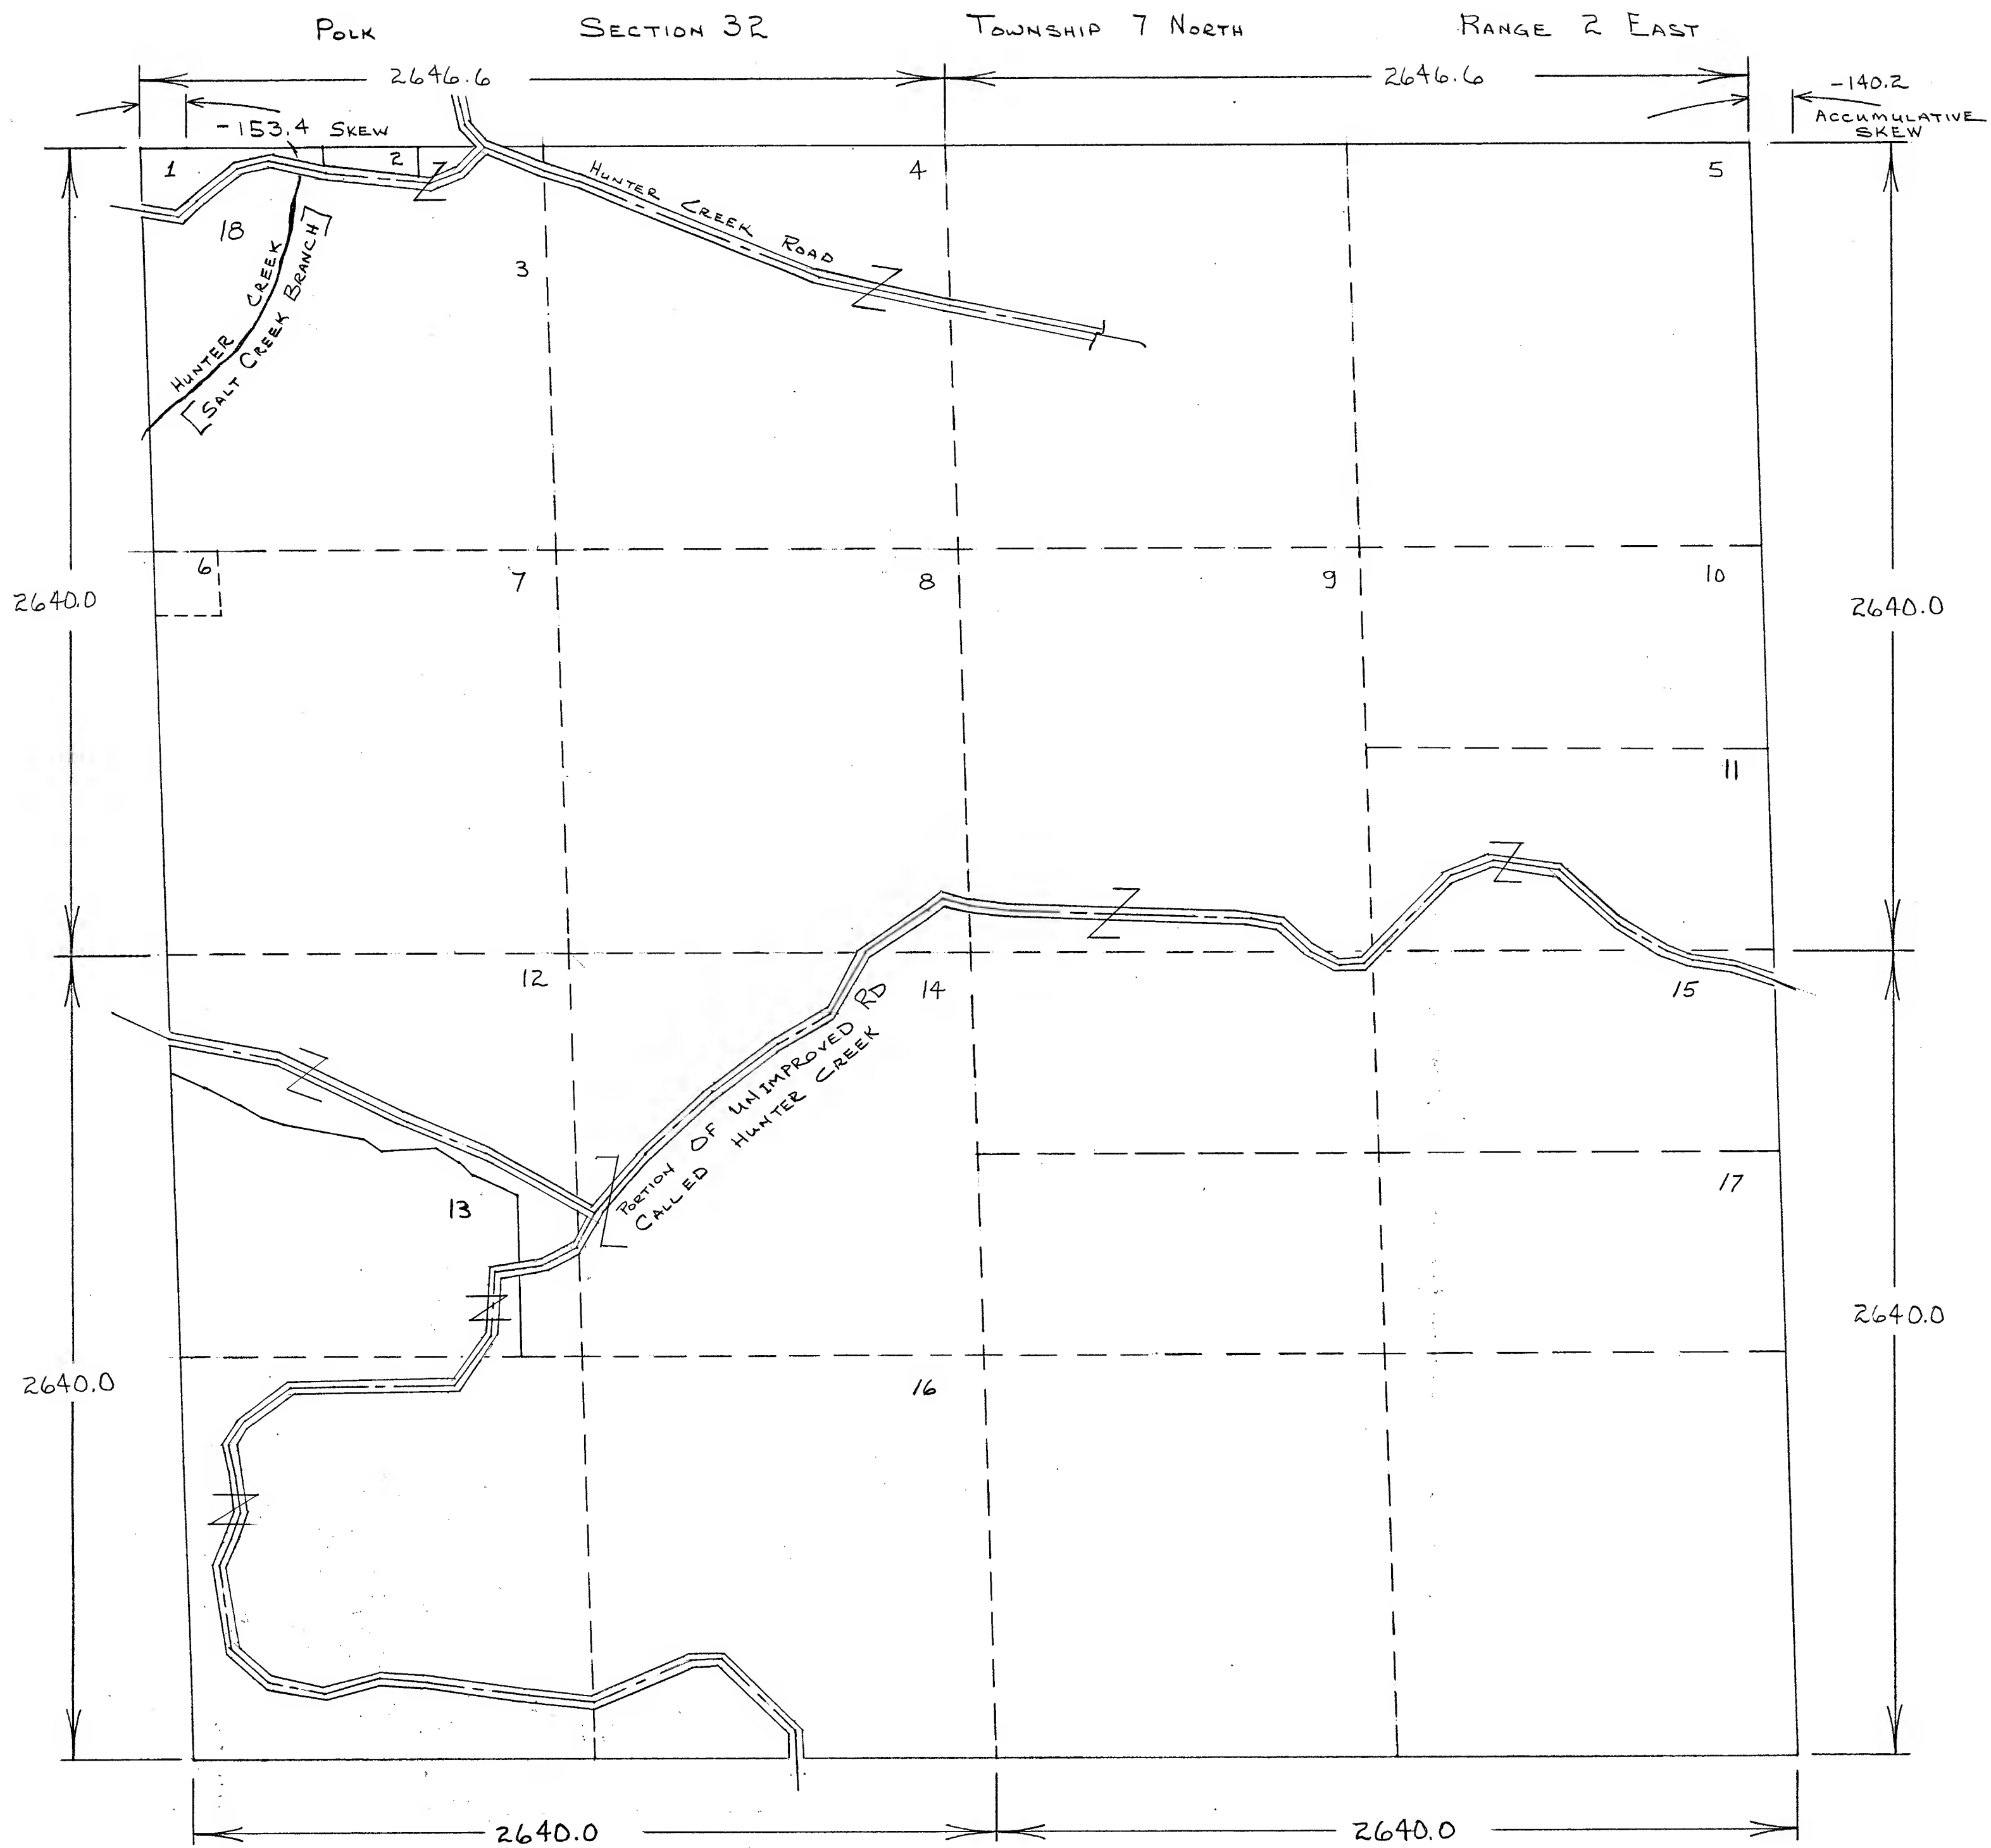 POLK SECTION 32 TOWNSHIP 7 NORTH RANGE 2 EAST
2646.6 2646.6
-140.2
ACCUMULATIVE
SKEW
-153.4 SKEW
1 2 4 5
HUNTER CREEK ROAD
18
3
HUNTER CREEK
[SALT CREEK BRANCH]
6 7 8 9 10
2640.0 2640.0
11
12 14 15
PORTION OF UNIMPROVED RD
CALLED HUNTER CREEK
13 17
2640.0 2640.0
16
2640.0 2640.0